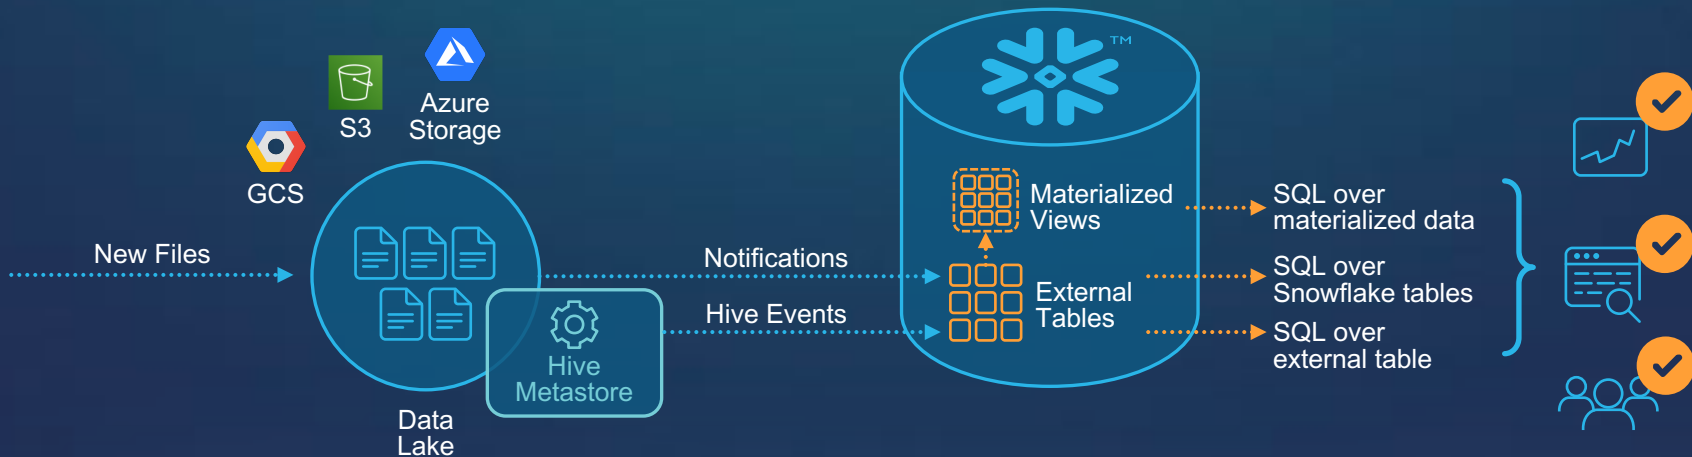 New Files
GCS
S3
Azure
Storage
Hive
Metastore
Data
Lake
Notifications
Hive Events
TM
Materialized
Views
External
Tables
SQL over
materialized data
SQL over
Snowflake tables
SQL over
external table